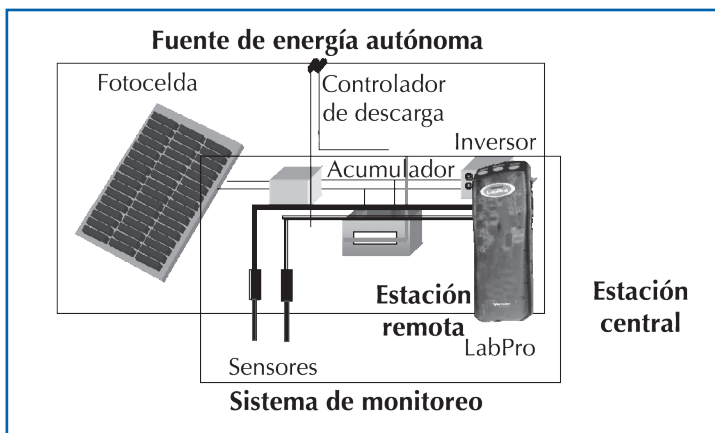 Fuente de energía autónoma
Fotocelda
Controlador
de descarga
Inversor
Acumulador
Estación
remota
Estación
central
LabPro
Sensores
Sistema de monitoreo